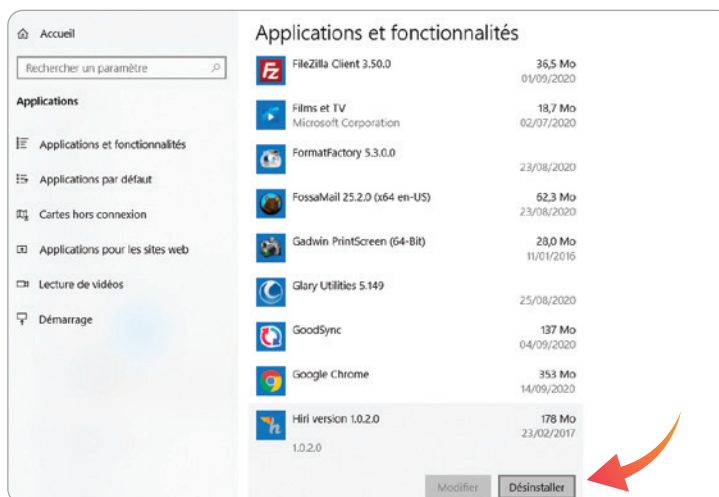 Accueil
Rechercher un paramètre
Applications
Applications et fonctionnalités
Applications par défaut
Cartes hors connexion
Applications pour les sites web
Lecture de vidéos
Démarrage
Applications et fonctionnalités
FileZilla Client 3.50.0 36,5 Mo
01/09/2020
Films et TV 18,7 Mo
Microsoft Corporation 02/07/2020
FormatFactory 5.3.0.0
23/08/2020
FossaMail 25.2.0 (x64 en-US) 62,3 Mo
23/08/2020
Gadwin PrintScreen (64-Bit) 28,0 Mo
11/01/2016
Glary Utilities 5.149
25/08/2020
GoodSync 137 Mo
04/09/2020
Google Chrome 353 Mo
14/09/2020
Hiri version 1.0.2.0 178 Mo
23/02/2017
1.0.2.0
Modifier Désinstaller